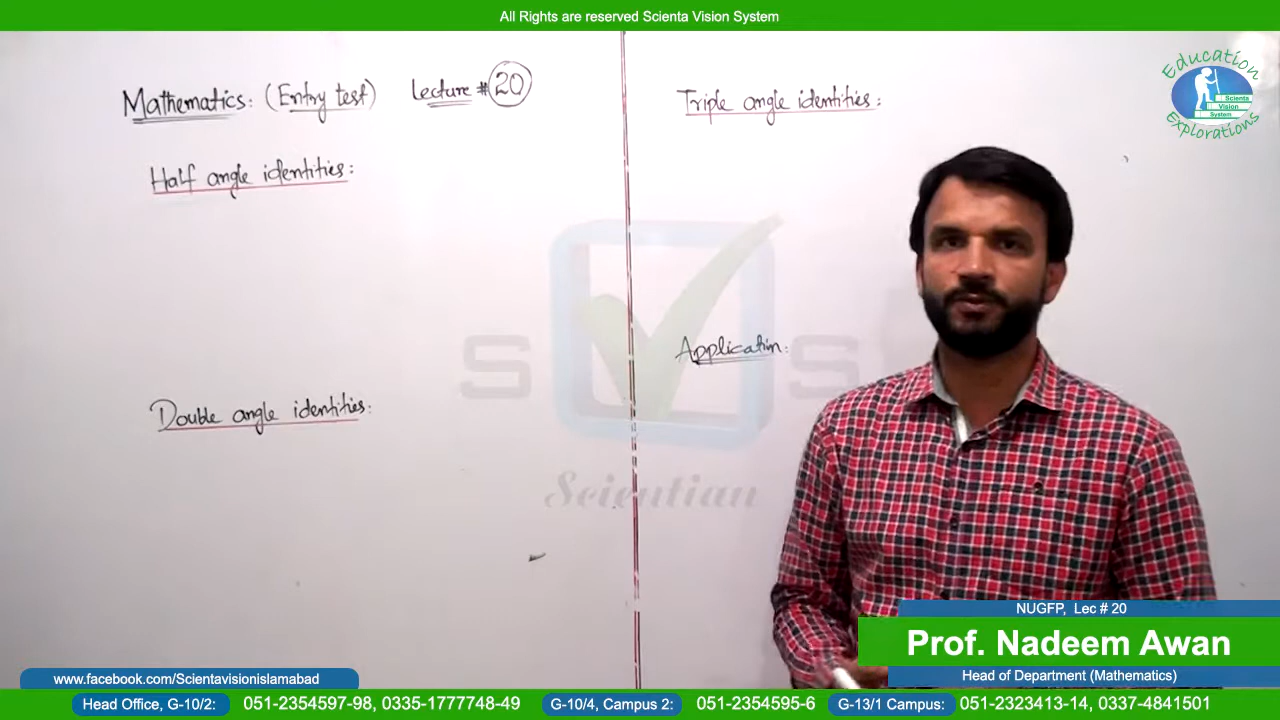 All Rights are reserved Scienta Vision System
Mathematics: (Entry test) Lecture # 20
Half angle identities:
Double angle identities:
Triple angle identities:
Application:
Education
Scienta
Vision
System
Explorations
S S
Scientian
NUGFP, Lec # 20
Prof. Nadeem Awan
Head of Department (Mathematics)
www.facebook.com/Scientavisionislamabad
Head Office, G-10/2: 051-2354597-98, 0335-1777748-49 G-10/4, Campus 2: 051-2354595-6 G-13/1 Campus: 051-2323413-14, 0337-4841501